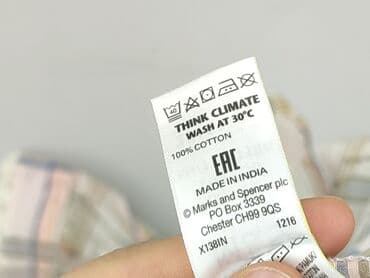 40
THINK CLIMATE
WASH AT 30°C
100% COTTON
EAC
MADE IN INDIA
© Marks and Spencer plc
PO Box 3339
Chester CH99 9QS
X138IN 1216